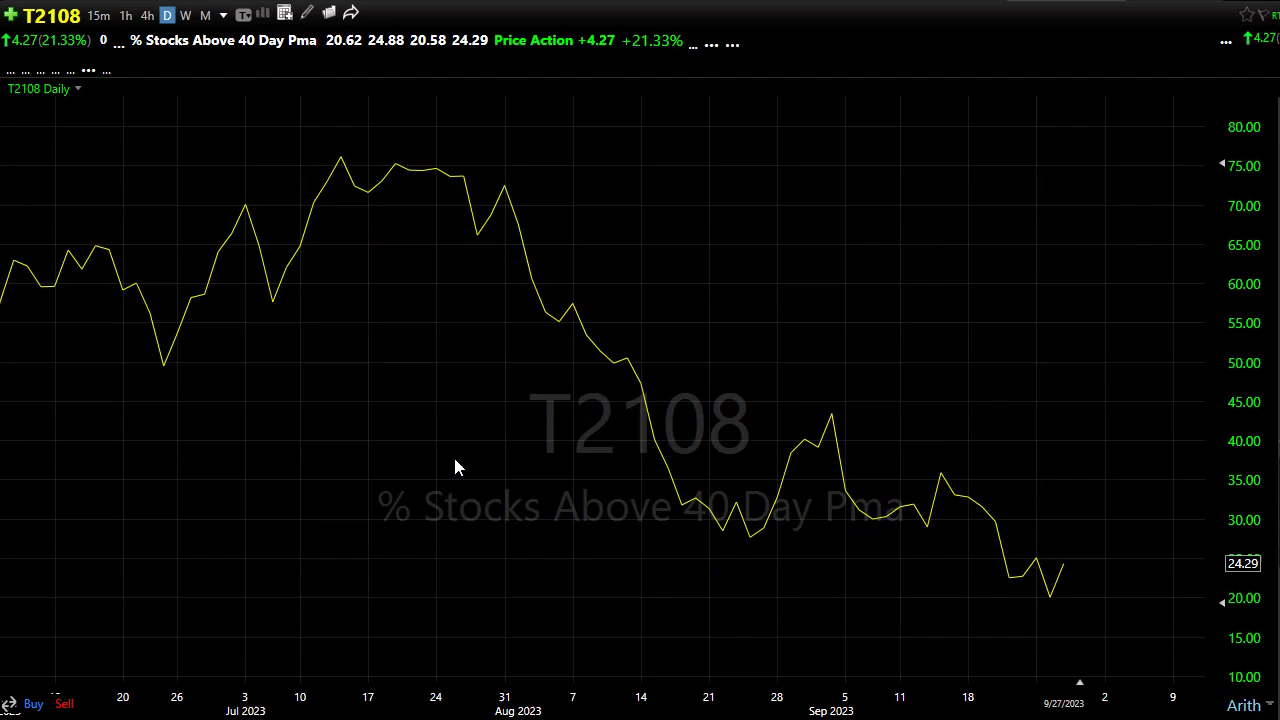 T2108 15m 1h 4h D W M T
4.27(21.33%) 0 ... % Stocks Above 40 Day Pma 20.62 24.88 20.58 24.29 Price Action +4.27 +21.33% ... ... ... ... 4.27(
... ... ... ... ... ... ...
T2108 Daily
80.00
75.00
70.00
65.00
60.00
55.00
50.00
45.00
40.00
35.00
30.00
24.29
20.00
15.00
10.00
T2108
% Stocks Above 40 Day Pma
20 26 3 10 17 24 31 7 14 21 28 5 11 18 2 9
Buy Sell
Jul 2023 Aug 2023 Sep 2023 9/27/2023
Arith